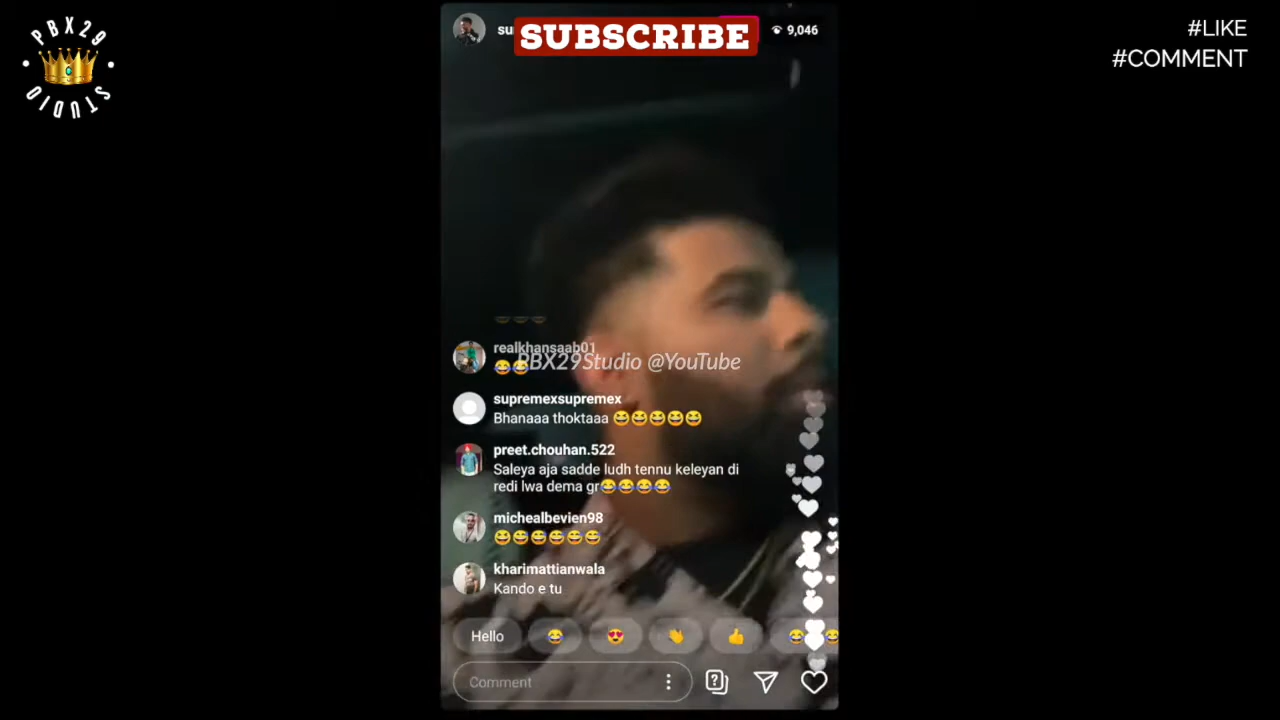 PBX29
STUDIO
su
SUBSCRIBE
9,046
#LIKE
#COMMENT
realkhansaab01
😂😂
PBX29Studio @YouTube
supremexsupremex
Bhanaaa thoktaaa 😂😂😂😂😂
preet.chouhan.522
Saleya aja sadde ludh tennu keleyan di
redi lwa dema gr😂😂😂😂
michealbevien98
😂😅😅😅😅😅
kharimattianwala
Kando e tu
Hello 😂 😍 👏 👍 😂
Comment